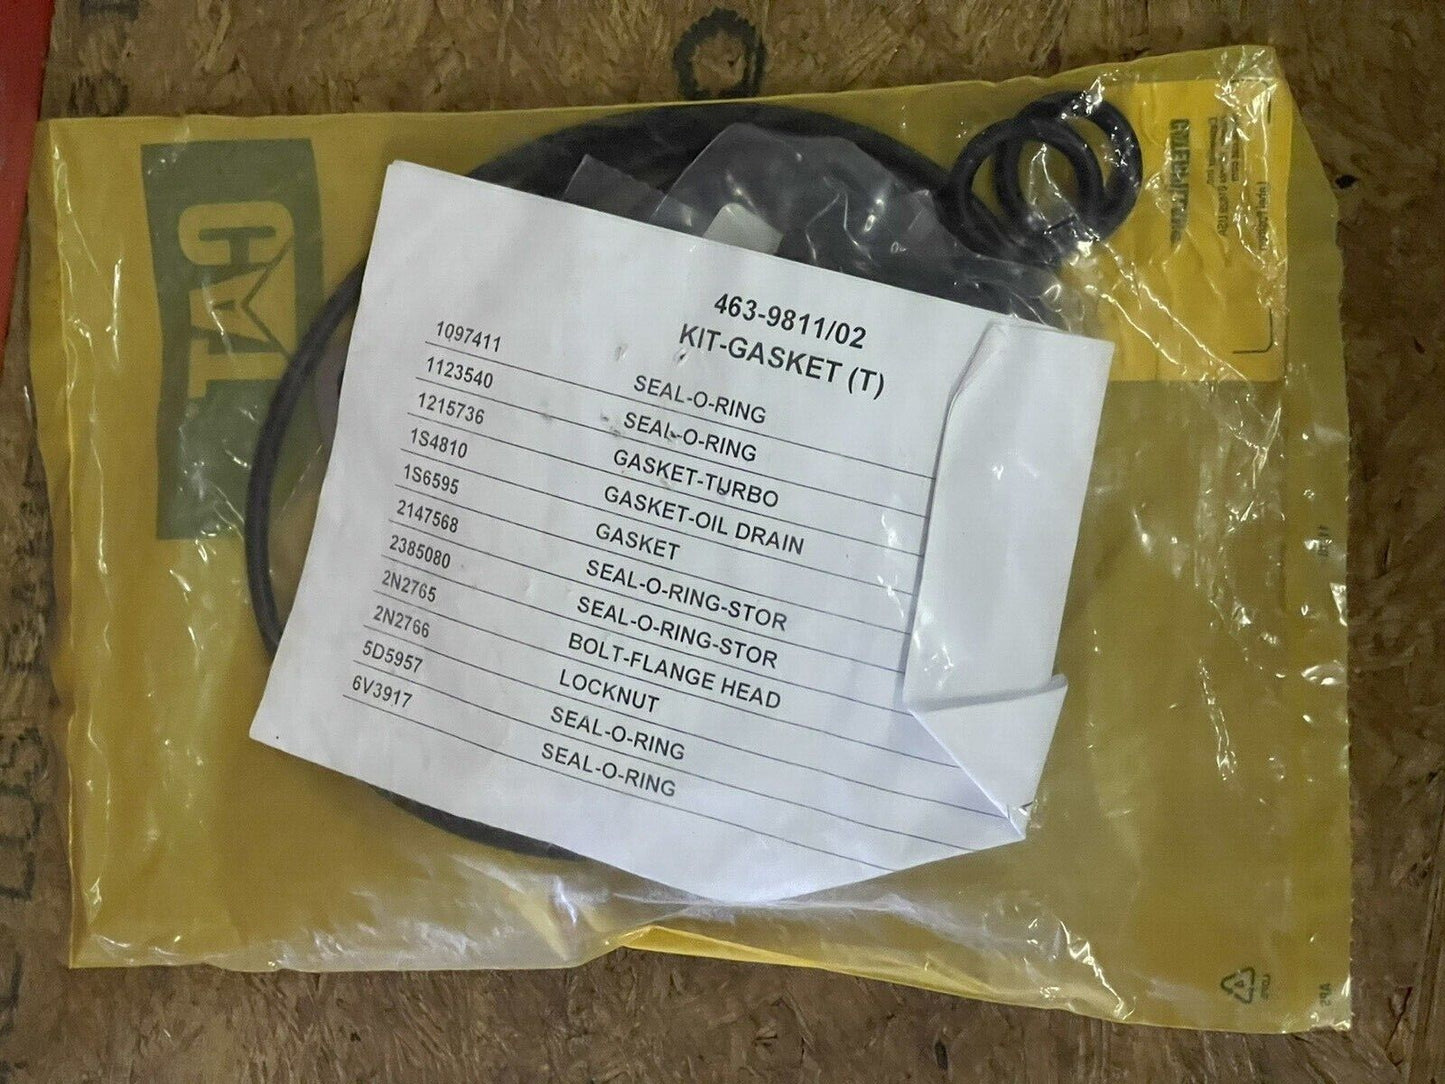 CAT
463-9811/02
KIT-GASKET (T)
1097411 SEAL-O-RING
1123540 SEAL-O-RING
1215736 GASKET-TURBO
1S4810 GASKET-OIL DRAIN
1S6595 GASKET
2147568 SEAL-O-RING-STOR
2385080 SEAL-O-RING-STOR
2N2765 BOLT-FLANGE HEAD
2N2766 LOCKNUT
5D5957 SEAL-O-RING
6V3917 SEAL-O-RING